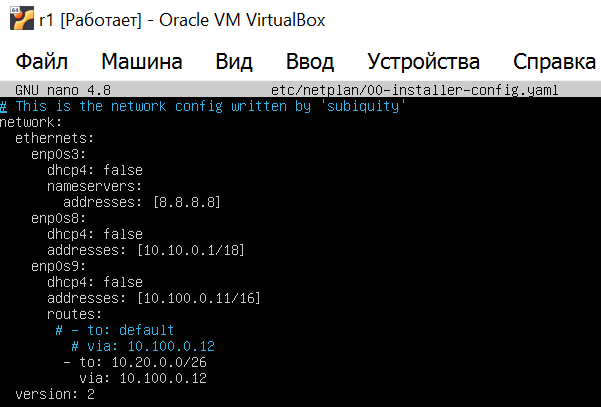 r1 [Работает] - Oracle VM VirtualBox
Файл Машина Вид Ввод Устройства Справка
GNU nano 4.8 etc/netplan/00-installer-config.yaml
# This is the network config written by 'subiquity'
network:
  ethernets:
    enp0s3:
      dhcp4: false
      nameservers:
        addresses: [8.8.8.8]
    enp0s8:
      dhcp4: false
      addresses: [10.10.0.1/18]
    enp0s9:
      dhcp4: false
      addresses: [10.100.0.11/16]
      routes:
       # - to: default
         # via: 10.100.0.12
        - to: 10.20.0.0/26
          via: 10.100.0.12
  version: 2